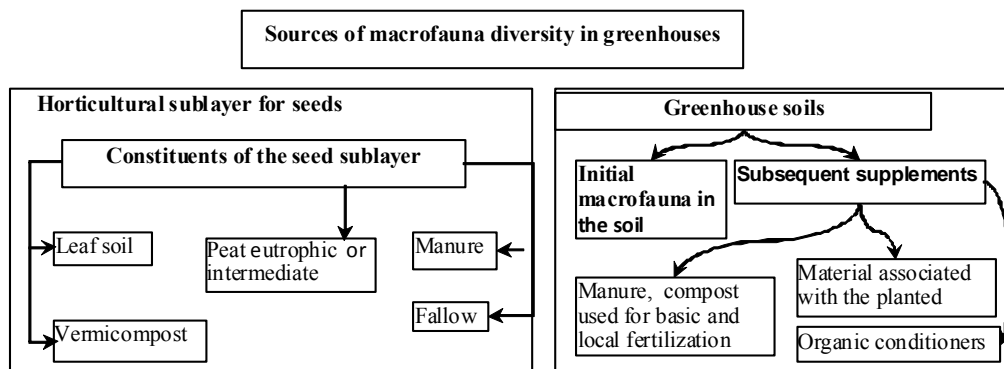 Sources of macrofauna diversity in greenhouses
Horticultural sublayer for seeds
Constituents of the seed sublayer
Leaf soil
Peat eutrophic or
intermediate
Manure
Vermicompost
Fallow
Greenhouse soils
Initial
macrofauna in
the soil
Subsequent supplements
Manure, compost
used for basic and
local fertilization
Material associated
with the planted
Organic conditioners